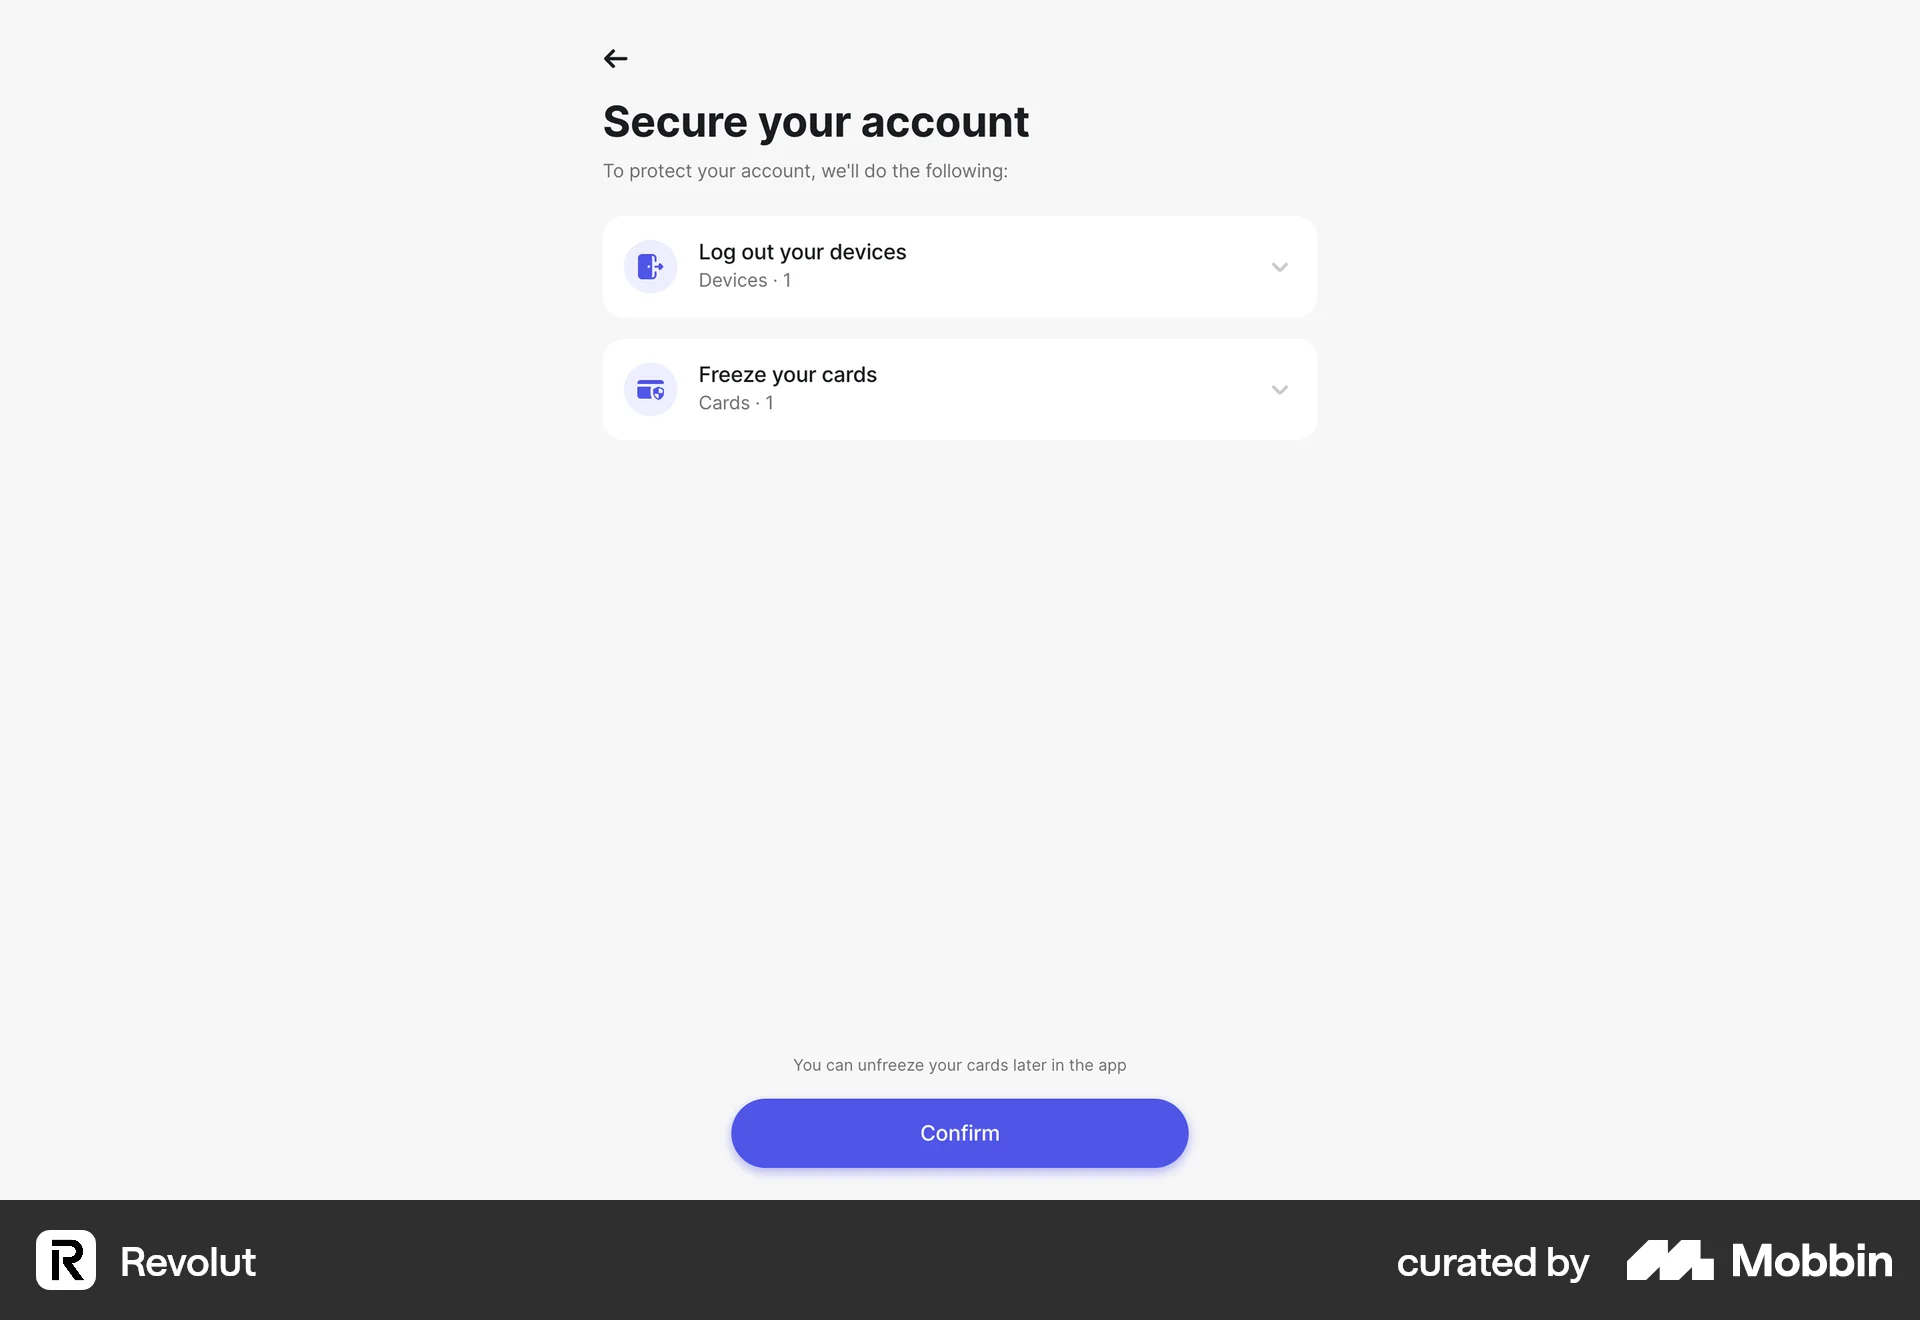 Secure your account
To protect your account, we'll do the following:
Log out your devices
Devices · 1
Freeze your cards
Cards · 1
You can unfreeze your cards later in the app
Confirm
Revolut
curated by Mobbin